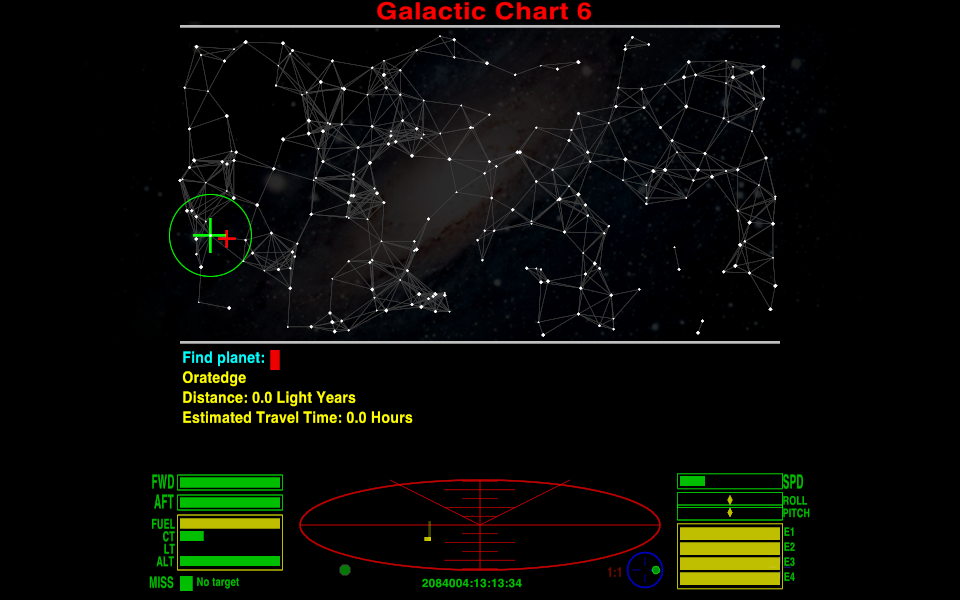 Galactic Chart 6
Find planet:
Oratedge
Distance: 0.0 Light Years
Estimated Travel Time: 0.0 Hours
FWD
AFT
FUEL
CT
LT
ALT
MISS No target
2084004:13:13:34
1:1
SPD
ROLL
PITCH
E1
E2
E3
E4